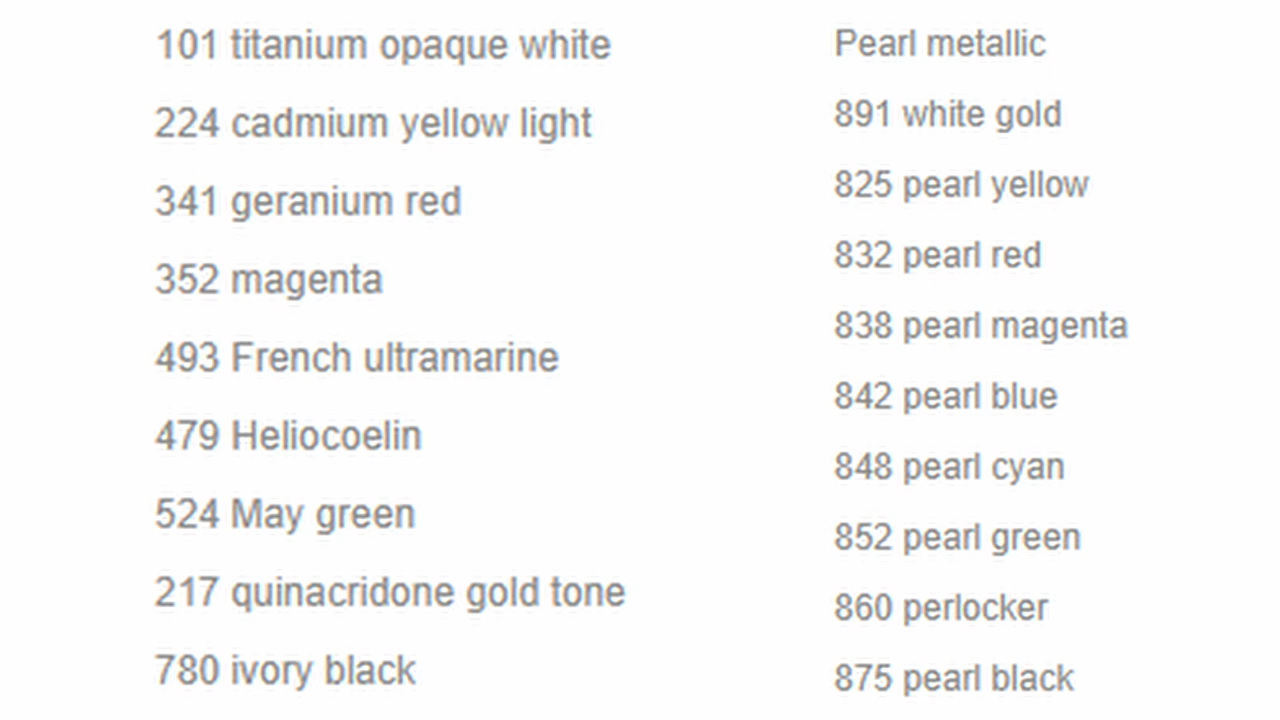 101 titanium opaque white
224 cadmium yellow light
341 geranium red
352 magenta
493 French ultramarine
479 Heliocoelin
524 May green
217 quinacridone gold tone
780 ivory black
Pearl metallic
891 white gold
825 pearl yellow
832 pearl red
838 pearl magenta
842 pearl blue
848 pearl cyan
852 pearl green
860 perlocker
875 pearl black